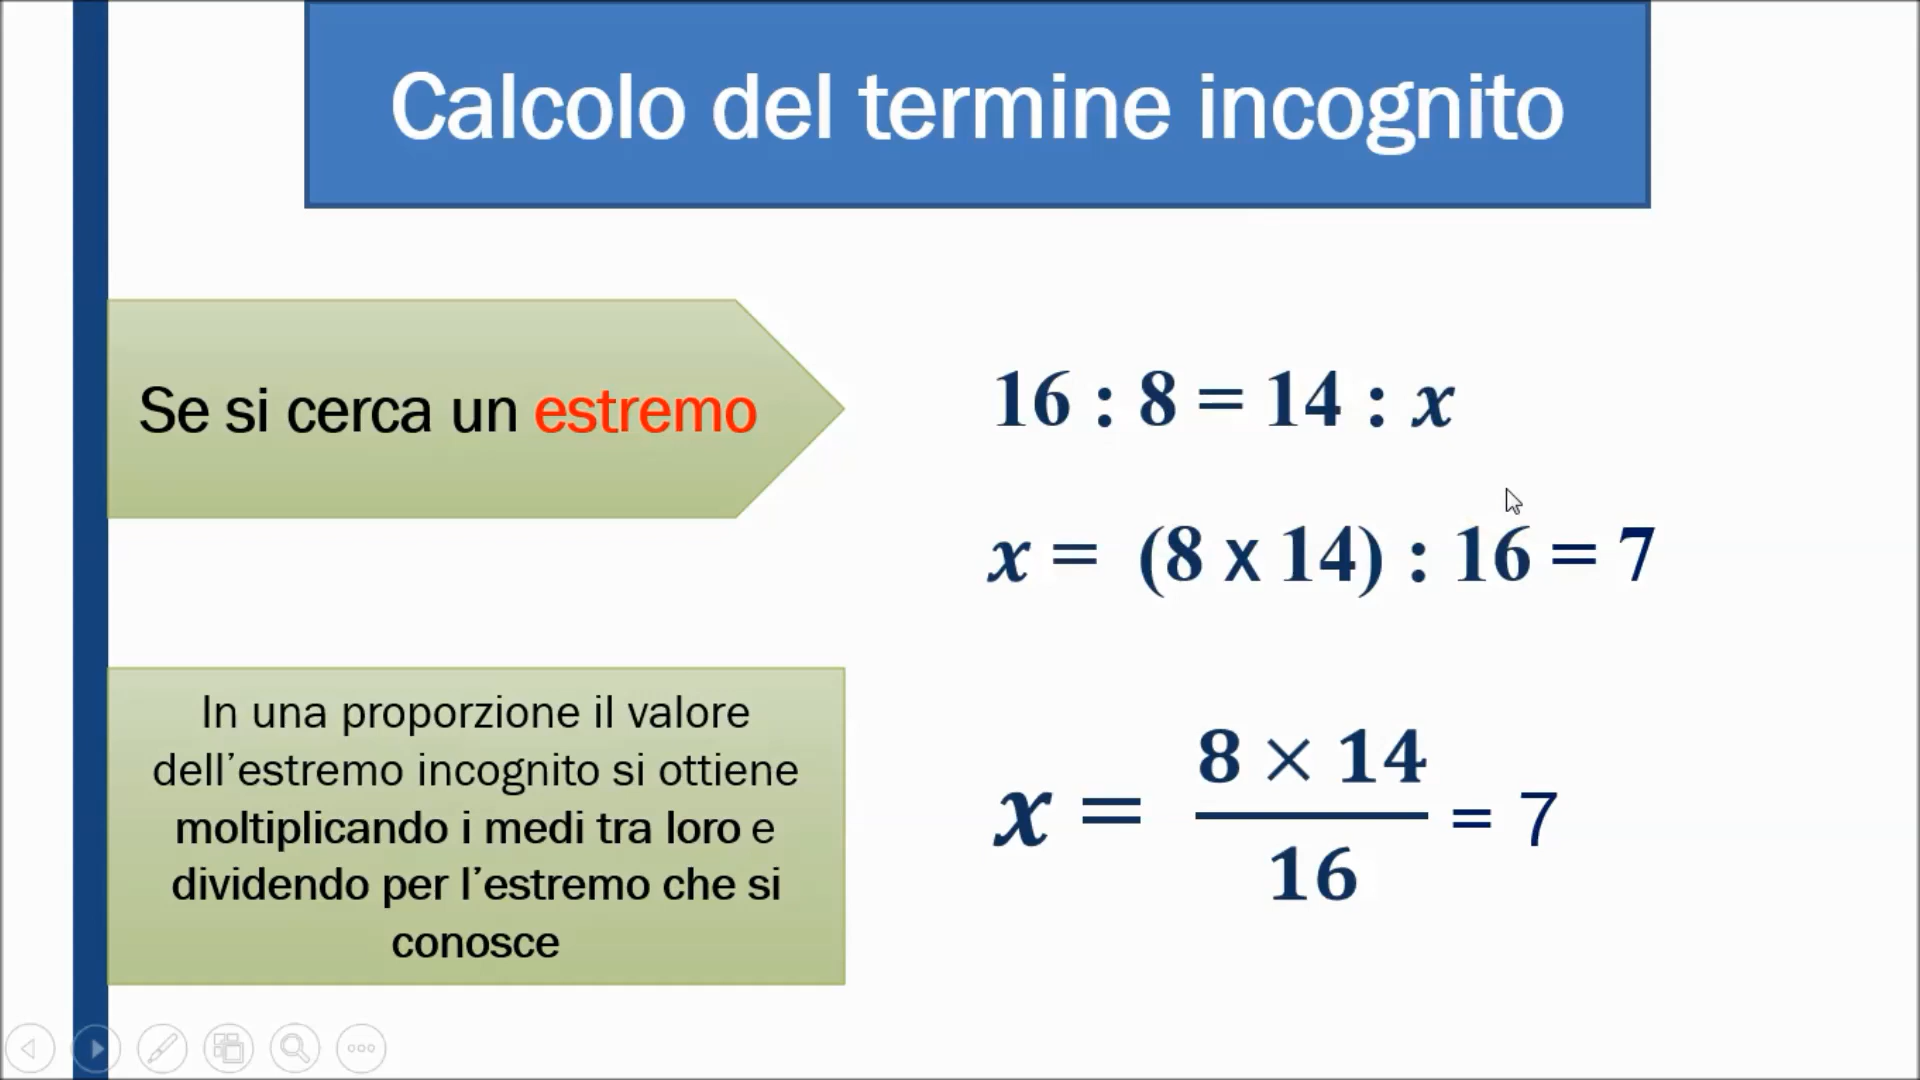 Calcolo del termine incognito
Se si cerca un estremo
16 : 8 = 14 : x
x = (8 x 14) : 16 = 7
In una proporzione il valore
dell’estremo incognito si ottiene
moltiplicando i medi tra loro e
dividendo per l’estremo che si
conosce
8 × 14
x = = 7
16